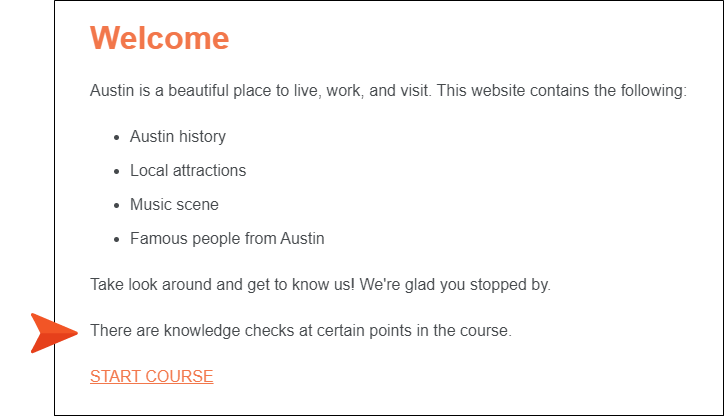 Welcome
Austin is a beautiful place to live, work, and visit. This website contains the following:
• Austin history
• Local attractions
• Music scene
• Famous people from Austin
Take look around and get to know us! We're glad you stopped by.
There are knowledge checks at certain points in the course.
START COURSE